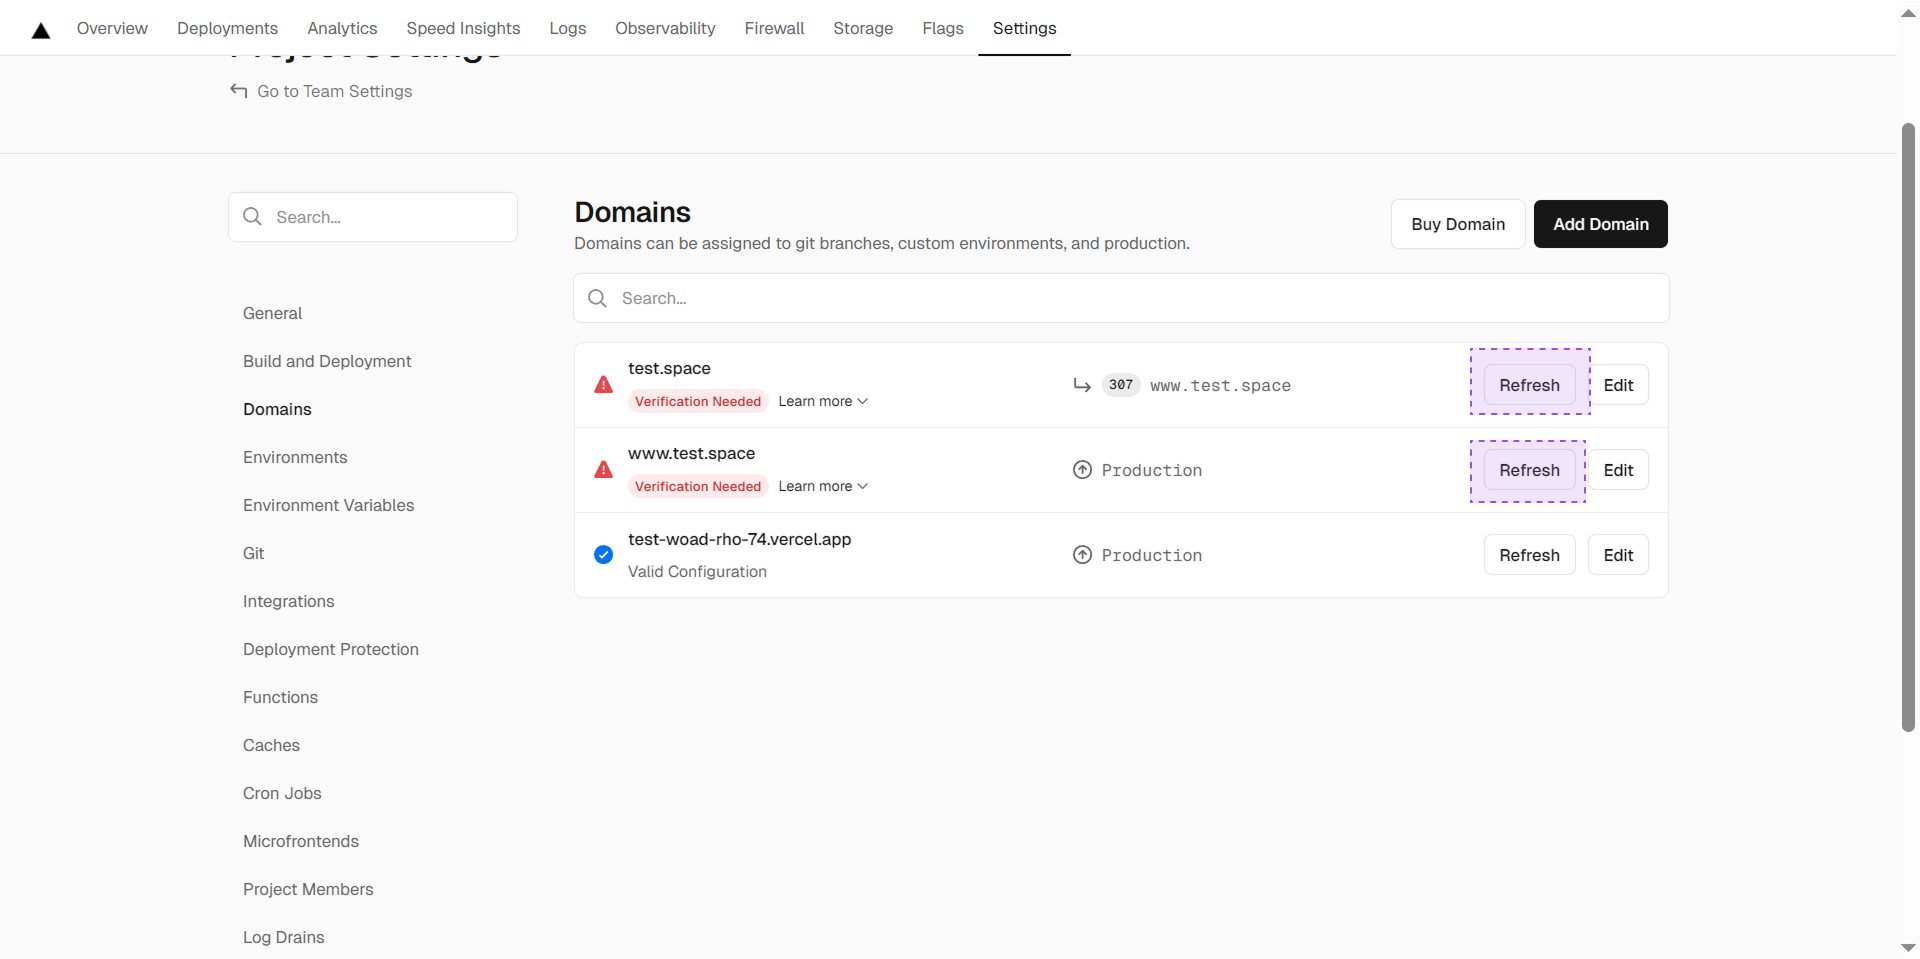 Overview Deployments Analytics Speed Insights Logs Observability Firewall Storage Flags Settings
Project Settings
Go to Team Settings
Search...
General
Build and Deployment
Domains
Environments
Environment Variables
Git
Integrations
Deployment Protection
Functions
Caches
Cron Jobs
Microfrontends
Project Members
Log Drains
Domains
Domains can be assigned to git branches, custom environments, and production.
Buy Domain Add Domain
Search...
test.space
Verification Needed Learn more
307 www.test.space
Refresh Edit
www.test.space
Verification Needed Learn more
Production
Refresh Edit
test-woad-rho-74.vercel.app
Valid Configuration
Production
Refresh Edit